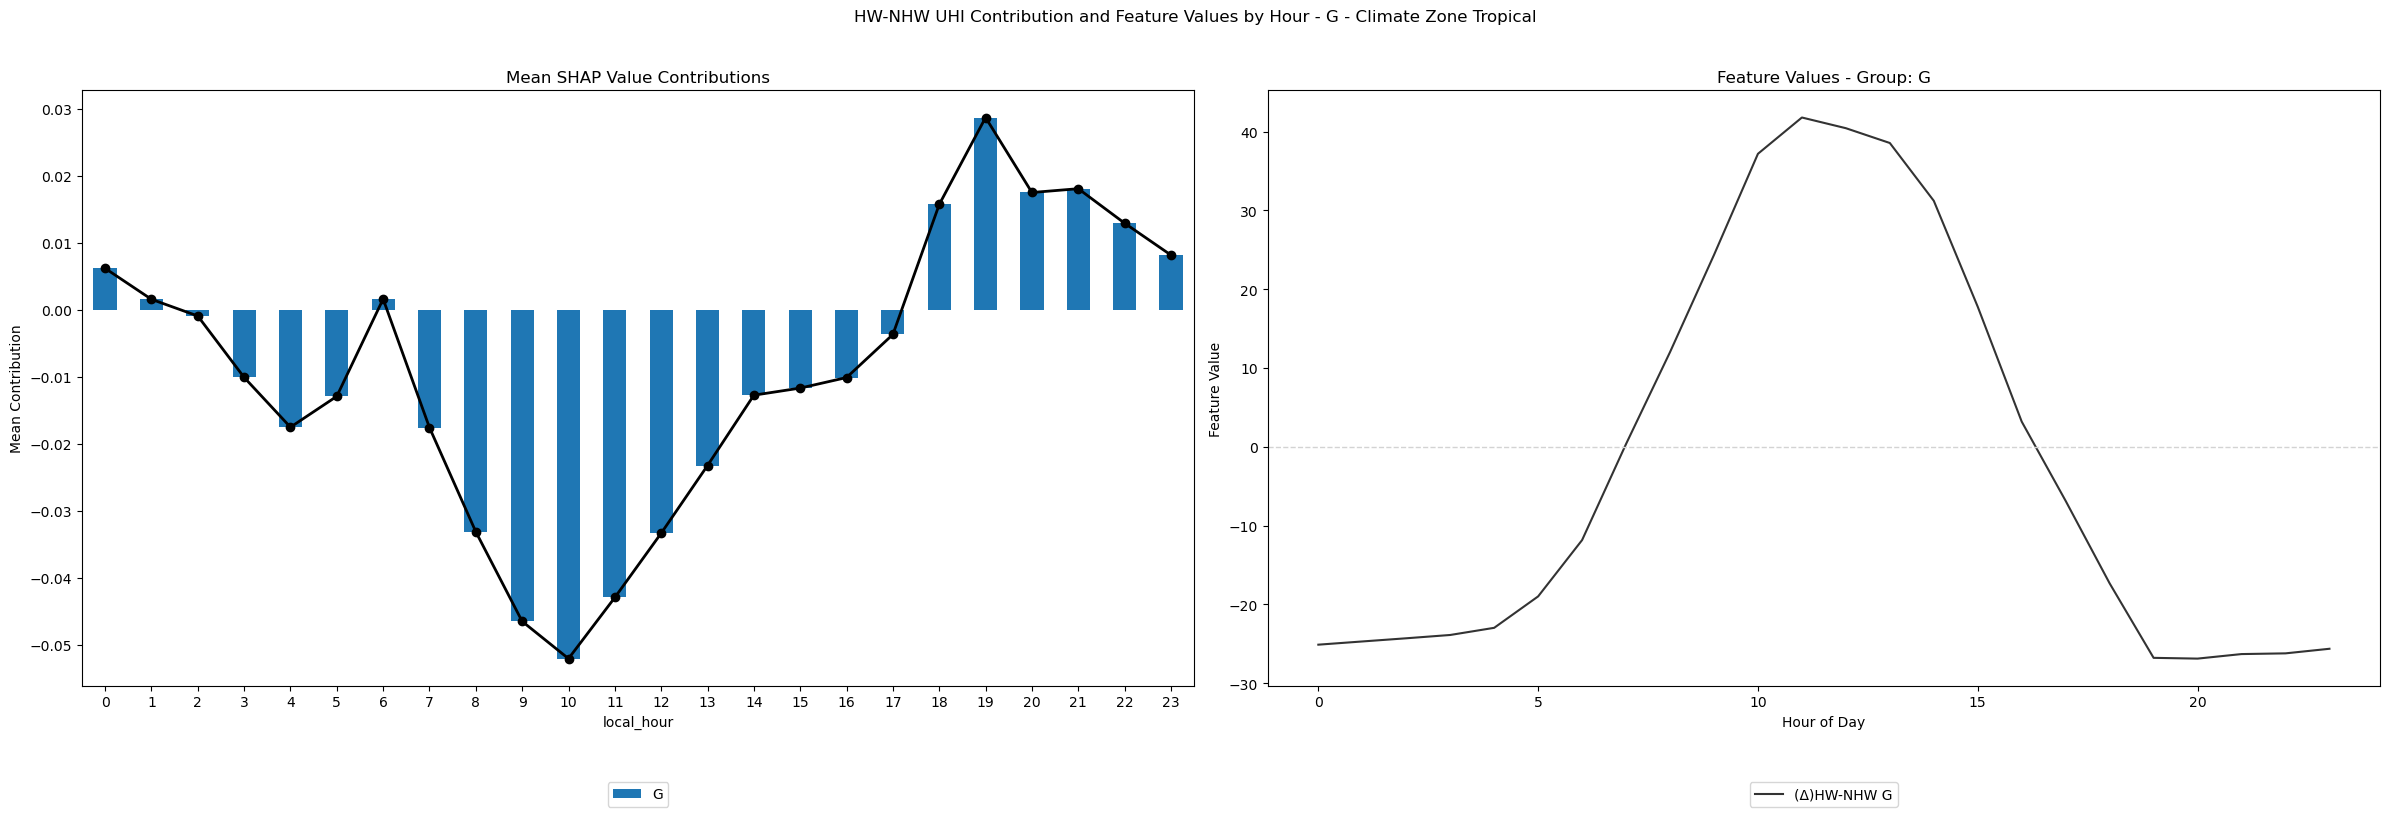 HW-NHW UHI Contribution and Feature Values by Hour - G - Climate Zone Tropical
Mean SHAP Value Contributions
Mean Contribution
0.03
0.02
0.01
0.00
−0.01
−0.02
−0.03
−0.04
−0.05
0 1 2 3 4 5 6 7 8 9 10 11 12 13 14 15 16 17 18 19 20 21 22 23
local_hour
G
Feature Values - Group: G
Feature Value
40
30
20
10
0
−10
−20
−30
0 5 10 15 20
Hour of Day
(Δ)HW-NHW G